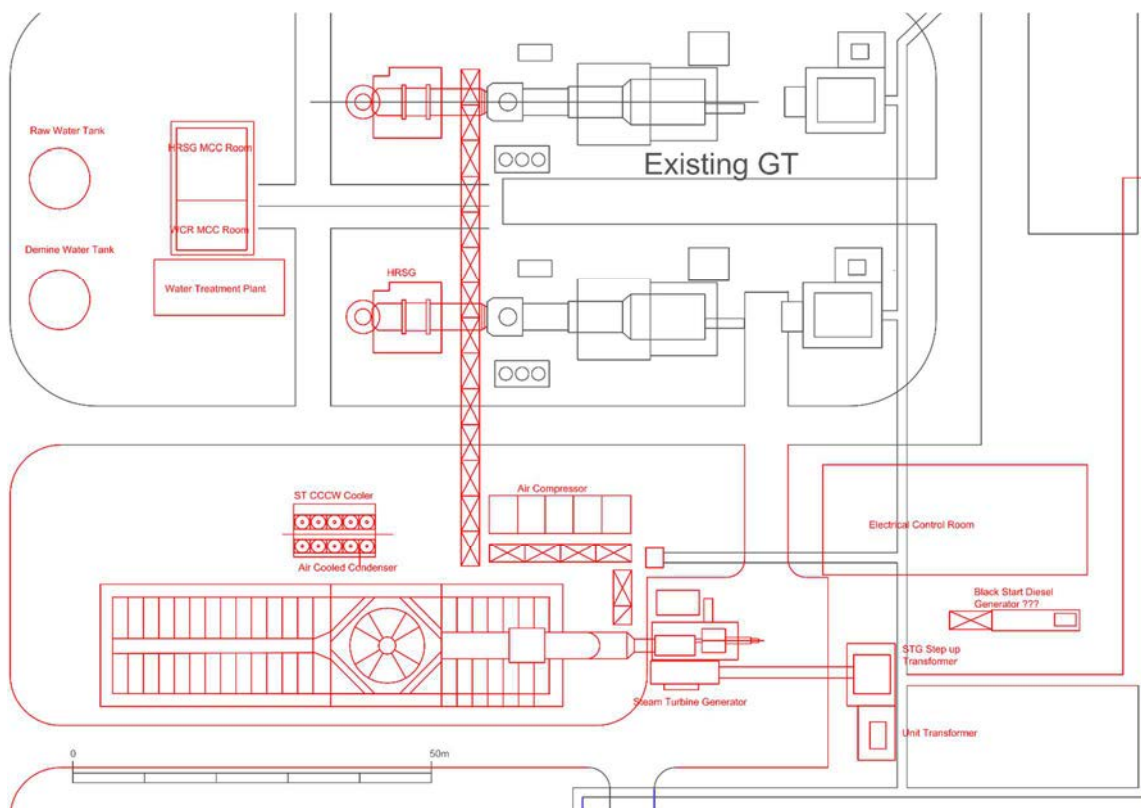 Raw Water Tank
HRSG MCC Room
Existing GT
WCR MCC Room
Demine Water Tank
HRSG
Water Treatment Plant
ST CCCW Cooler
Air Compressor
Electrical Control Room
Air Cooled Condenser
Black Start Diesel
Generator ???
STG Step up
Transformer
Steam Turbine Generator
Unit Transformer
0
50m